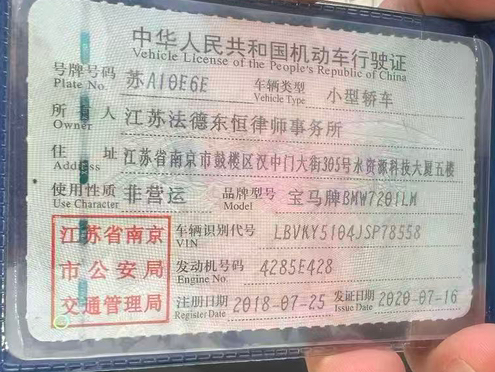 中华人民共和国机动车行驶证
Vehicle License of the People's Republic of China
号牌号码 苏A10E6E 车辆类型 小型轿车
Plate No. Vehicle Type
所有人 江苏法德东恒律师事务所
Owner
住址 江苏省南京市鼓楼区汉中门大街305号水资源科技大厦五楼
Address
使用性质 非营运 品牌型号 宝马牌BMW7201LM
Use Character Model
江苏省南京
市公安局
交通管理局
车辆识别代号 LBVKY5104JSP78558
VIN
发动机号码 4285E428
Engine No.
注册日期 2018-07-25 发证日期 2020-07-16
Register Date Issue Date